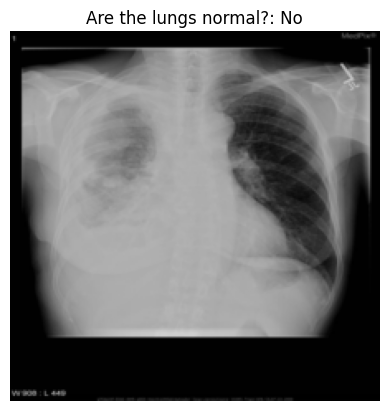 Are the lungs normal?: No
MedPix®
W 908 : L 449